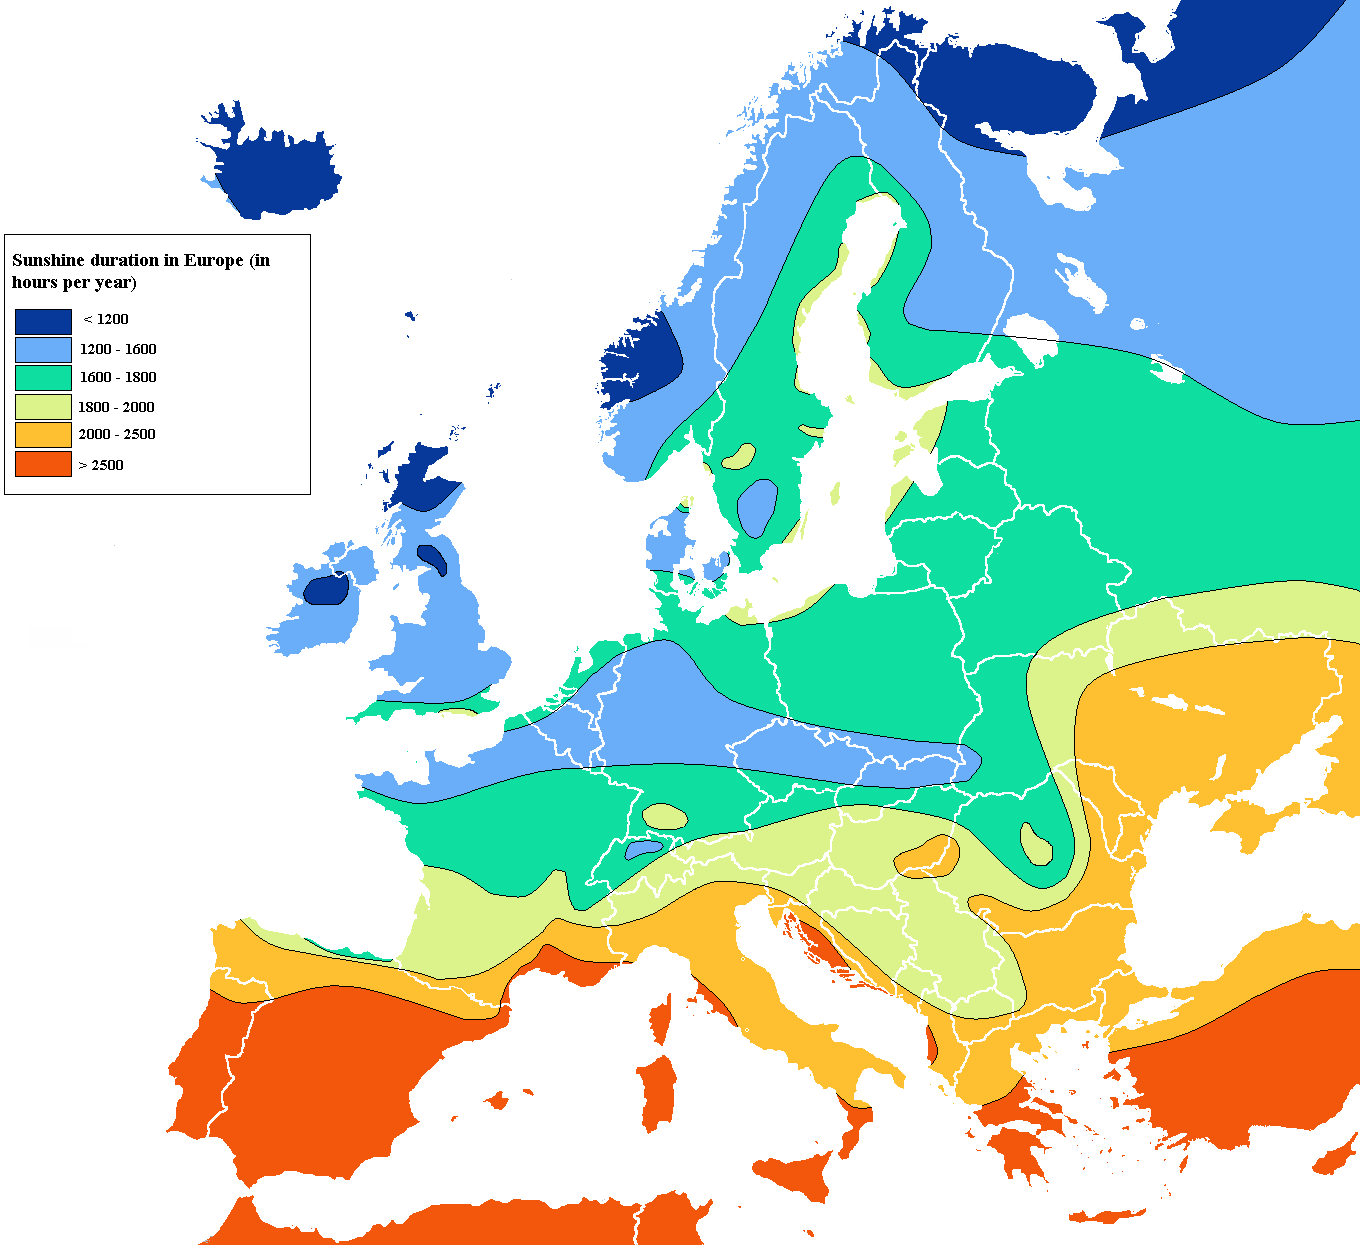 Sunshine duration in Europe (in
hours per year)
< 1200
1200 - 1600
1600 - 1800
1800 - 2000
2000 - 2500
> 2500